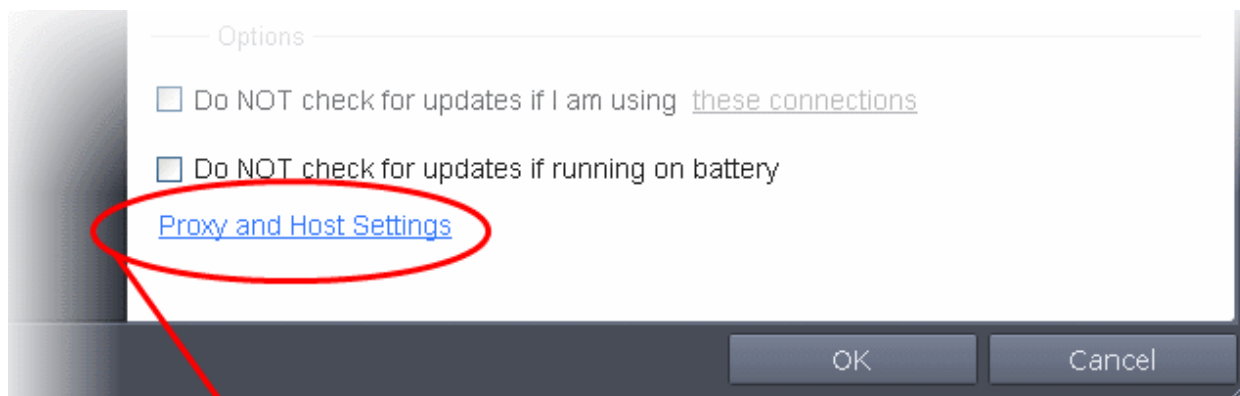 Options
Do NOT check for updates if I am using these connections
Do NOT check for updates if running on battery
Proxy and Host Settings
OK Cancel